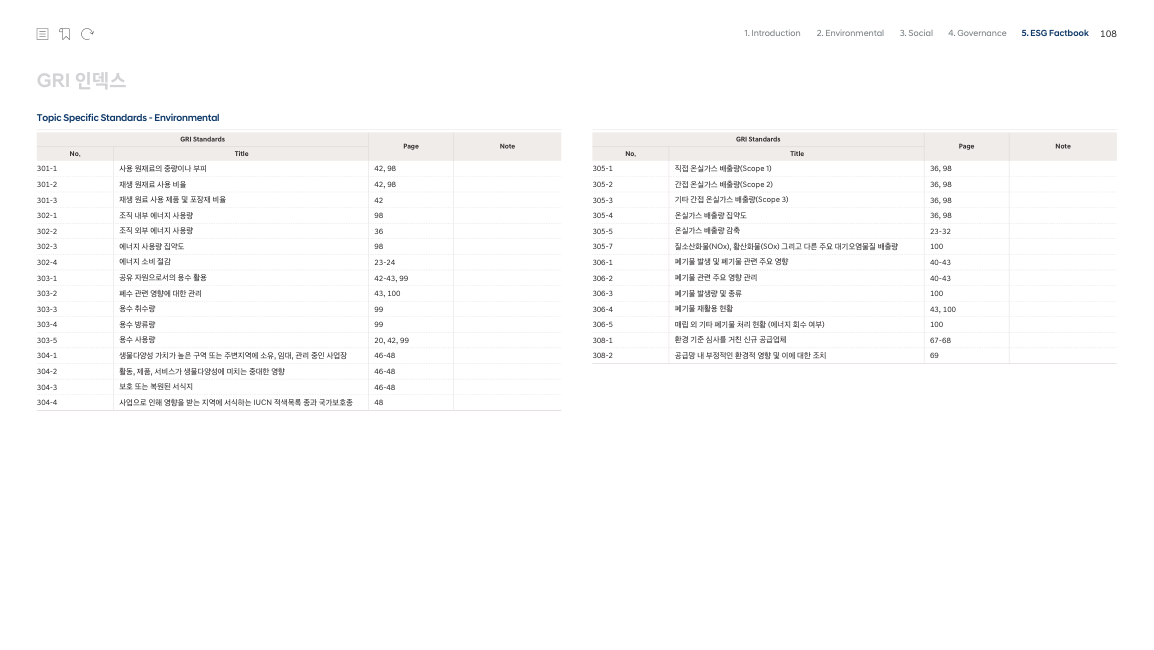 1. Introduction 2. Environmental 3. Social 4. Governance 5. ESG Factbook 108
GRI 인덱스
Topic Specific Standards - Environmental
GRI Standards Page Note
No. Title
301-1 사용 원재료의 중량이나 부피 42, 98
301-2 재생 원재료 사용 비율 42, 98
301-3 재생 원료 사용 제품 및 포장재 비율 42
302-1 조직 내부 에너지 사용량 98
302-2 조직 외부 에너지 사용량 36
302-3 에너지 사용량 집약도 98
302-4 에너지 소비 절감 23-24
303-1 공유 자원으로서의 용수 활용 42-43, 99
303-2 폐수 관련 영향에 대한 관리 43, 100
303-3 용수 취수량 99
303-4 용수 방류량 99
303-5 용수 사용량 20, 42, 99
304-1 생물다양성 가치가 높은 구역 또는 주변지역에 소유, 임대, 관리 중인 사업장 46-48
304-2 활동, 제품, 서비스가 생물다양성에 미치는 중대한 영향 46-48
304-3 보호 또는 복원된 서식지 46-48
304-4 사업으로 인해 영향을 받는 지역에 서식하는 IUCN 적색목록 종과 국가보호종 48
GRI Standards Page Note
No. Title
305-1 직접 온실가스 배출량(Scope 1) 36, 98
305-2 간접 온실가스 배출량(Scope 2) 36, 98
305-3 기타 간접 온실가스 배출량(Scope 3) 36, 98
305-4 온실가스 배출량 집약도 36, 98
305-5 온실가스 배출량 감축 23-32
305-7 질소산화물(NOx), 황산화물(SOx) 그리고 다른 주요 대기오염물질 배출량 100
306-1 폐기물 발생 및 폐기물 관련 주요 영향 40-43
306-2 폐기물 관련 주요 영향 관리 40-43
306-3 폐기물 발생량 및 종류 100
306-4 폐기물 재활용 현황 43, 100
306-5 매립 외 기타 폐기물 처리 현황 (에너지 회수 여부) 100
308-1 환경 기준 심사를 거친 신규 공급업체 67-68
308-2 공급망 내 부정적인 환경적 영향 및 이에 대한 조치 69